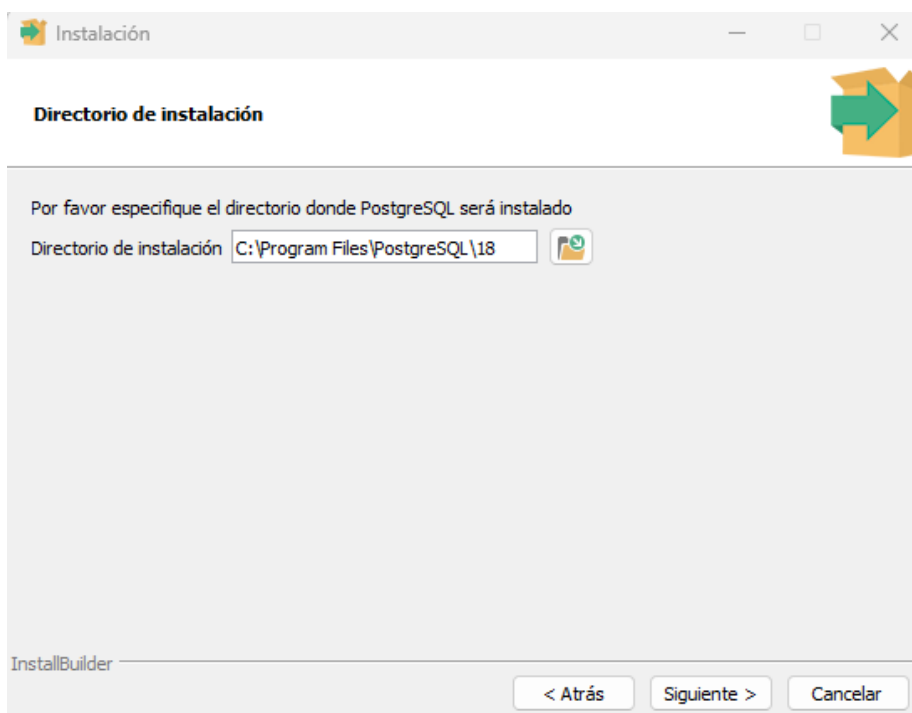 Instalación
Directorio de instalación
Por favor especifique el directorio donde PostgreSQL será instalado
Directorio de instalación C:\Program Files\PostgreSQL\18
InstallBuilder
< Atrás Siguiente > Cancelar